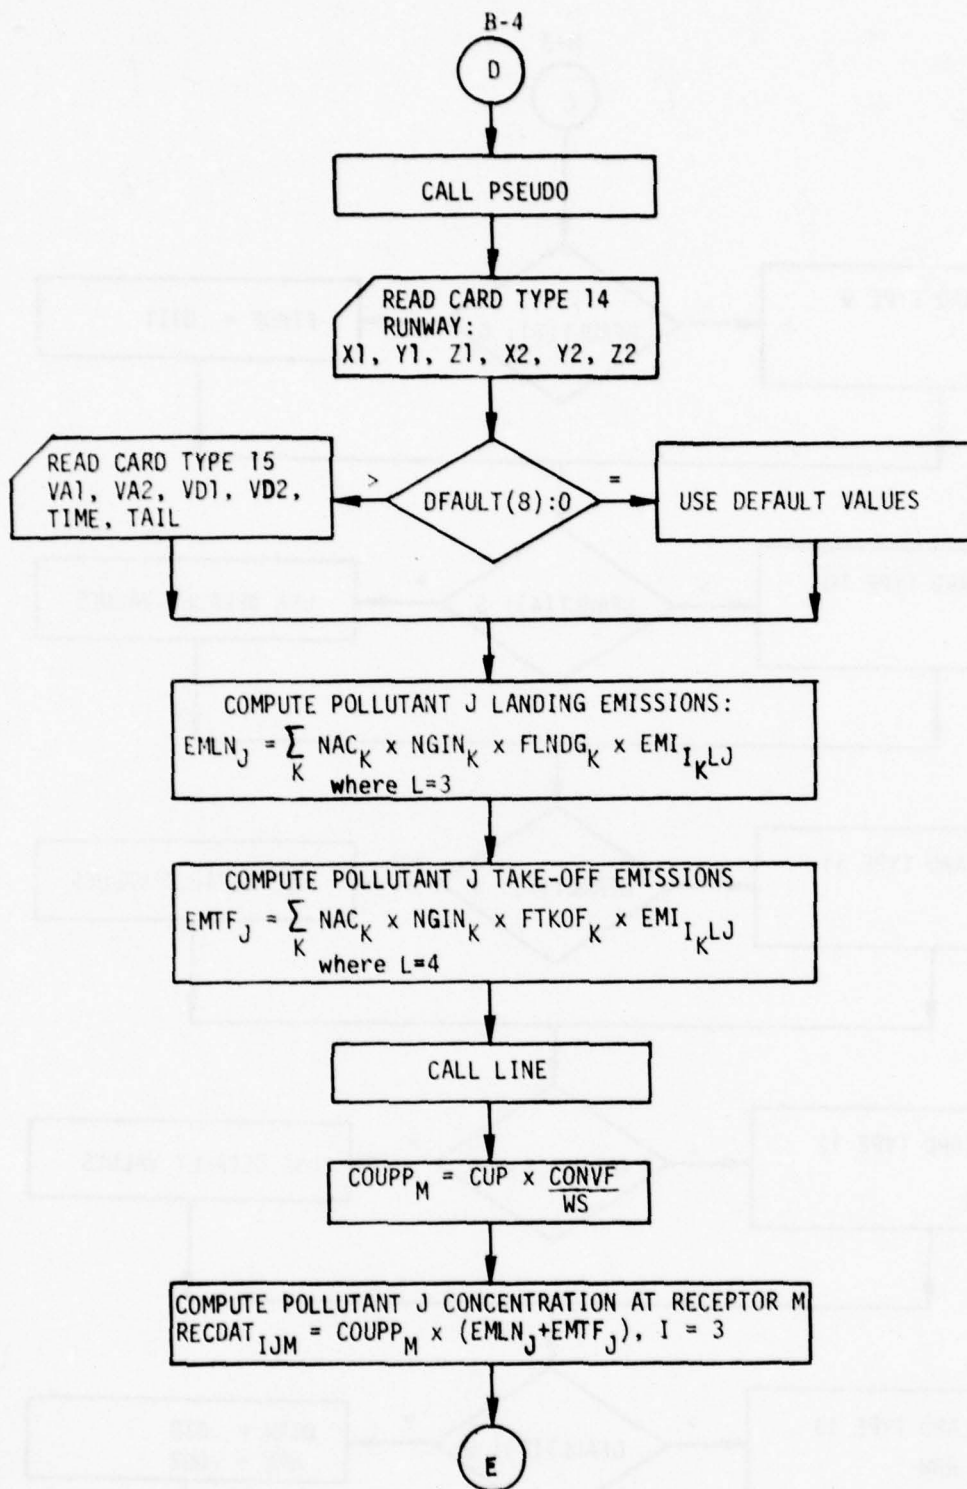 B-4
D
CALL PSEUDO
READ CARD TYPE 14
RUNWAY:
X1, Y1, Z1, X2, Y2, Z2
READ CARD TYPE 15
VA1, VA2, VD1, VD2,
TIME, TAIL
>
DFAULT(8):0
=
USE DEFAULT VALUES
COMPUTE POLLUTANT J LANDING EMISSIONS:
EMLN_J = ∑_K NAC_K x NGIN_K x FLNDG_K x EMI_{I_K LJ}
where L=3
COMPUTE POLLUTANT J TAKE-OFF EMISSIONS
EMTF_J = ∑_K NAC_K x NGIN_K x FTKOF_K x EMI_{I_K LJ}
where L=4
CALL LINE
COUPP_M = CUP x CONVF
WS
COMPUTE POLLUTANT J CONCENTRATION AT RECEPTOR M
RECDAT_IJM = COUPP_M x (EMLN_J+EMTF_J), I = 3
E